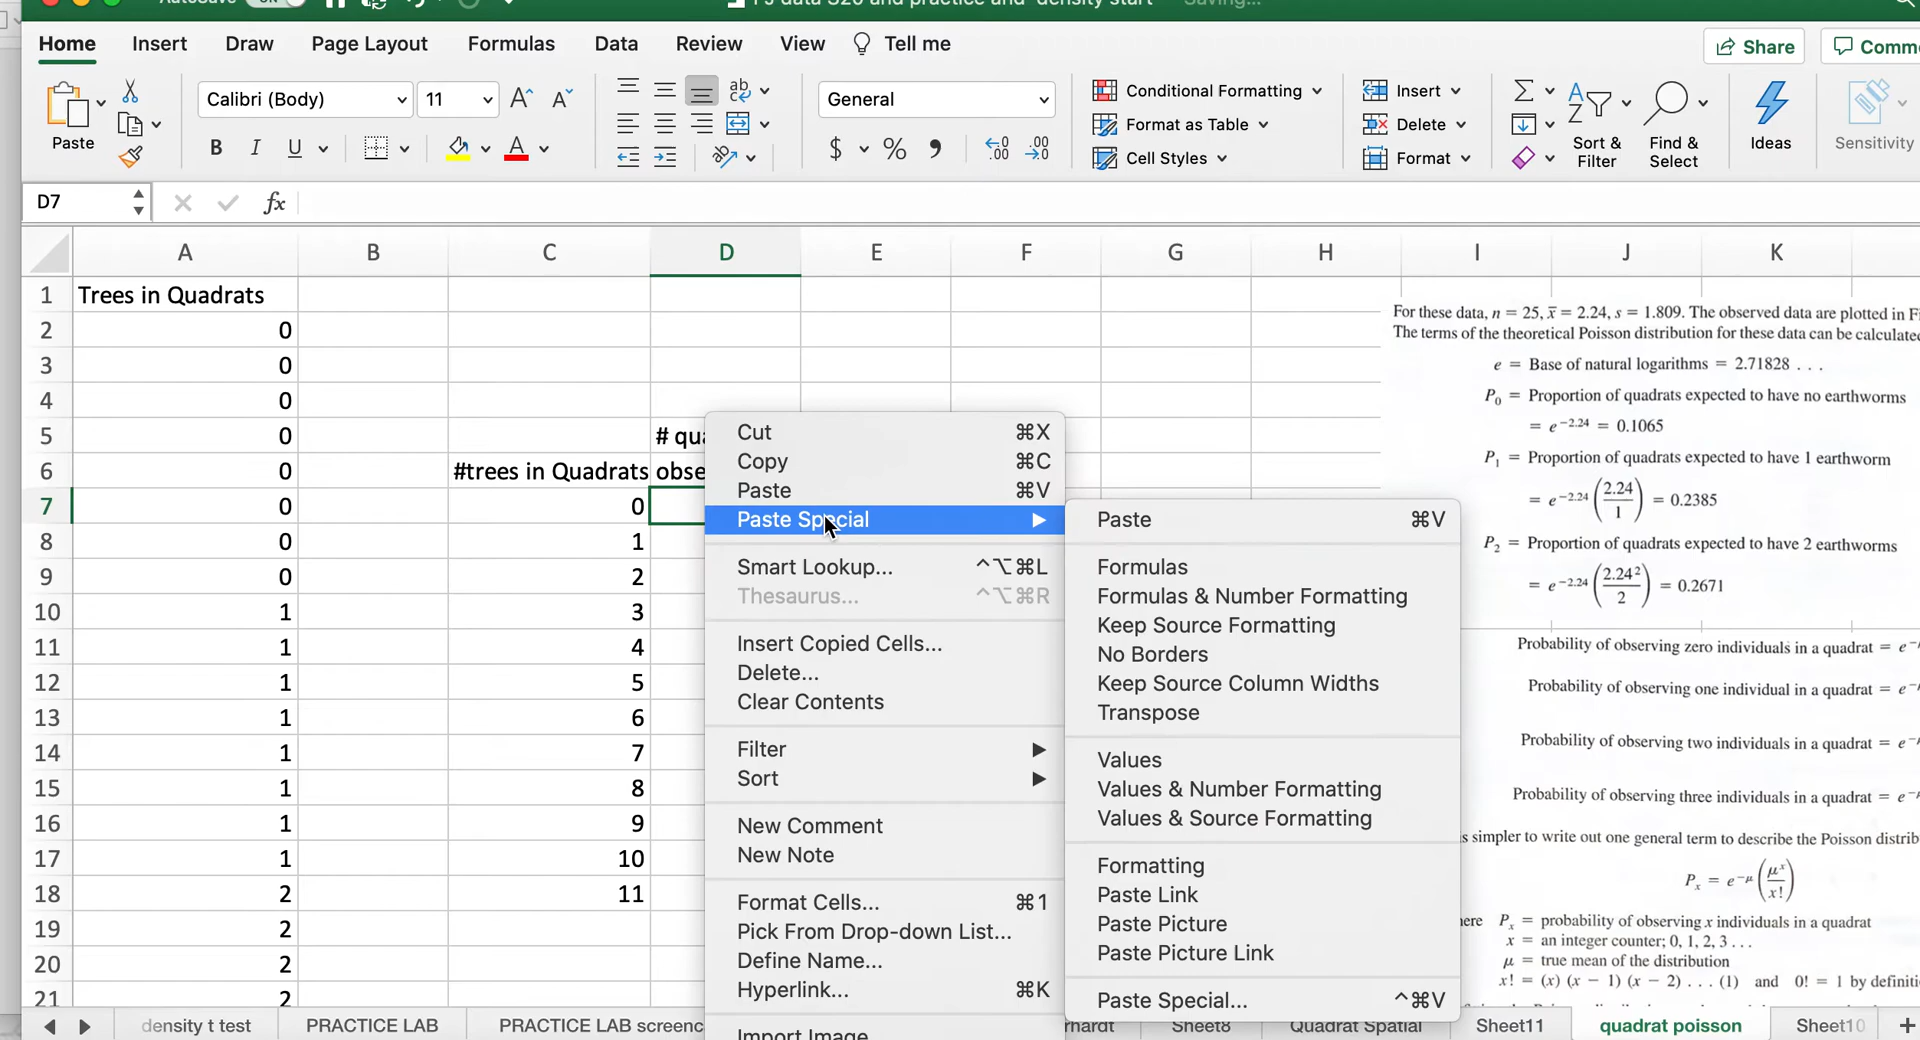 Home Insert Draw Page Layout Formulas Data Review View Tell me Share
Calibri (Body) 11 General Conditional Formatting Insert
Format as Table Delete
Paste Sort & Filter Find & Select Ideas Sensitivity
B I U A $ % Cell Styles Format
D7 fx
A B C D E F G H I J K
1 Trees in Quadrats
2 0
3 0
4 0
5 0
6 0 #trees in Quadrats
7 0 0
8 0 1
9 0 2
10 1 3
11 1 4
12 1 5
13 1 6
14 1 7
15 1 8
16 1 9
17 1 10
18 2 11
19 2
20 2
21 2
Cut ⌘X
Copy ⌘C
Paste ⌘V
Paste Special
Smart Lookup... ^⌥⌘L
Thesaurus... ^⌥⌘R
Insert Copied Cells...
Delete...
Clear Contents
Filter
Sort
New Comment
New Note
Format Cells... ⌘1
Pick From Drop-down List...
Define Name...
Hyperlink... ⌘K
Import Image
Paste ⌘V
Formulas
Formulas & Number Formatting
Keep Source Formatting
No Borders
Keep Source Column Widths
Transpose
Values
Values & Number Formatting
Values & Source Formatting
Formatting
Paste Link
Paste Picture
Paste Picture Link
Paste Special... ^⌘V
For these data, n = 25, x̅ = 2.24, s = 1.809. The observed data are plotted in
The terms of the theoretical Poisson distribution for these data can be
e = Base of natural logarithms = 2.71828 . . .
P₀ = Proportion of quadrats expected to have no earthworms
= e⁻²·²⁴ = 0.1065
P₁ = Proportion of quadrats expected to have 1 earthworm
= e⁻²·²⁴ (2.24/1) = 0.2385
P₂ = Proportion of quadrats expected to have 2 earthworms
= e⁻²·²⁴ (2.24²/2) = 0.2671
Probability of observing zero individuals in a quadrat =
Probability of observing one individual in a quadrat =
Probability of observing two individuals in a quadrat =
Probability of observing three individuals in a quadrat =
simpler to write out one general term to describe the Poisson
Pₓ = e^-μ (μ^x/x!)
Pₓ = probability of observing x individuals in a quadrat
x = an integer counter; 0, 1, 2, 3 . . .
μ = true mean of the distribution
x! = (x) (x − 1) (x − 2) . . . (1) and 0! = 1 by
density t test PRACTICE LAB PRACTICE LAB Sheet8 Quadrat Spatial Sheet11 quadrat poisson Sheet10 +